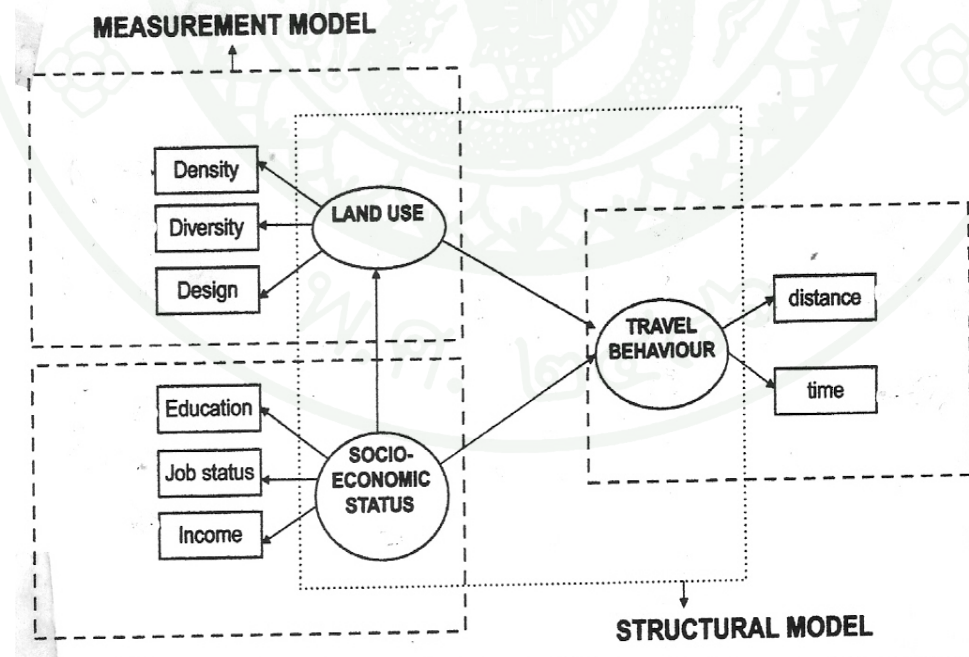 MEASUREMENT MODEL
Density
Diversity
Design
LAND USE
Education
Job status
Income
SOCIO-
ECONOMIC
STATUS
TRAVEL
BEHAVIOUR
distance
time
STRUCTURAL MODEL